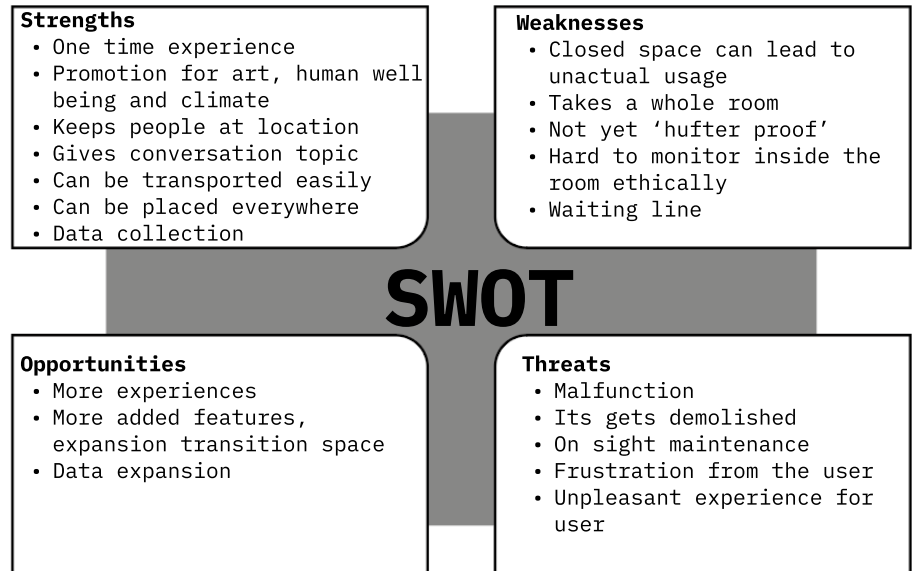 Strengths
• One time experience
• Promotion for art, human well
being and climate
• Keeps people at location
• Gives conversation topic
• Can be transported easily
• Can be placed everywhere
• Data collection
Weaknesses
• Closed space can lead to
unactual usage
• Takes a whole room
• Not yet ‘hufter proof’
• Hard to monitor inside the
room ethically
• Waiting line
SWOT
Opportunities
• More experiences
• More added features,
expansion transition space
• Data expansion
Threats
• Malfunction
• Its gets demolished
• On sight maintenance
• Frustration from the user
• Unpleasant experience for
user